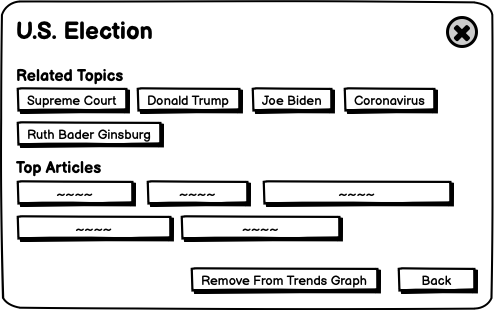 U.S. Election
Related Topics
Supreme Court Donald Trump Joe Biden Coronavirus
Ruth Bader Ginsburg
Top Articles
~~~~ ~~~~ ~~~~
~~~~ ~~~~
Remove From Trends Graph Back